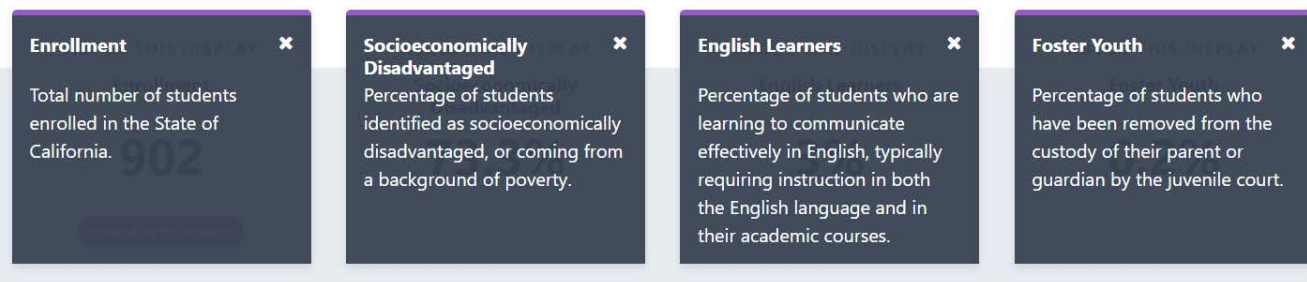 Enrollment
Total number of students
enrolled in the State of
California.
902
Socioeconomically
Disadvantaged
Percentage of students
identified as socioeconomically
disadvantaged, or coming from
a background of poverty.
English Learners
Percentage of students who are
learning to communicate
effectively in English, typically
requiring instruction in both
the English language and in
their academic courses.
Foster Youth
Percentage of students who
have been removed from the
custody of their parent or
guardian by the juvenile court.